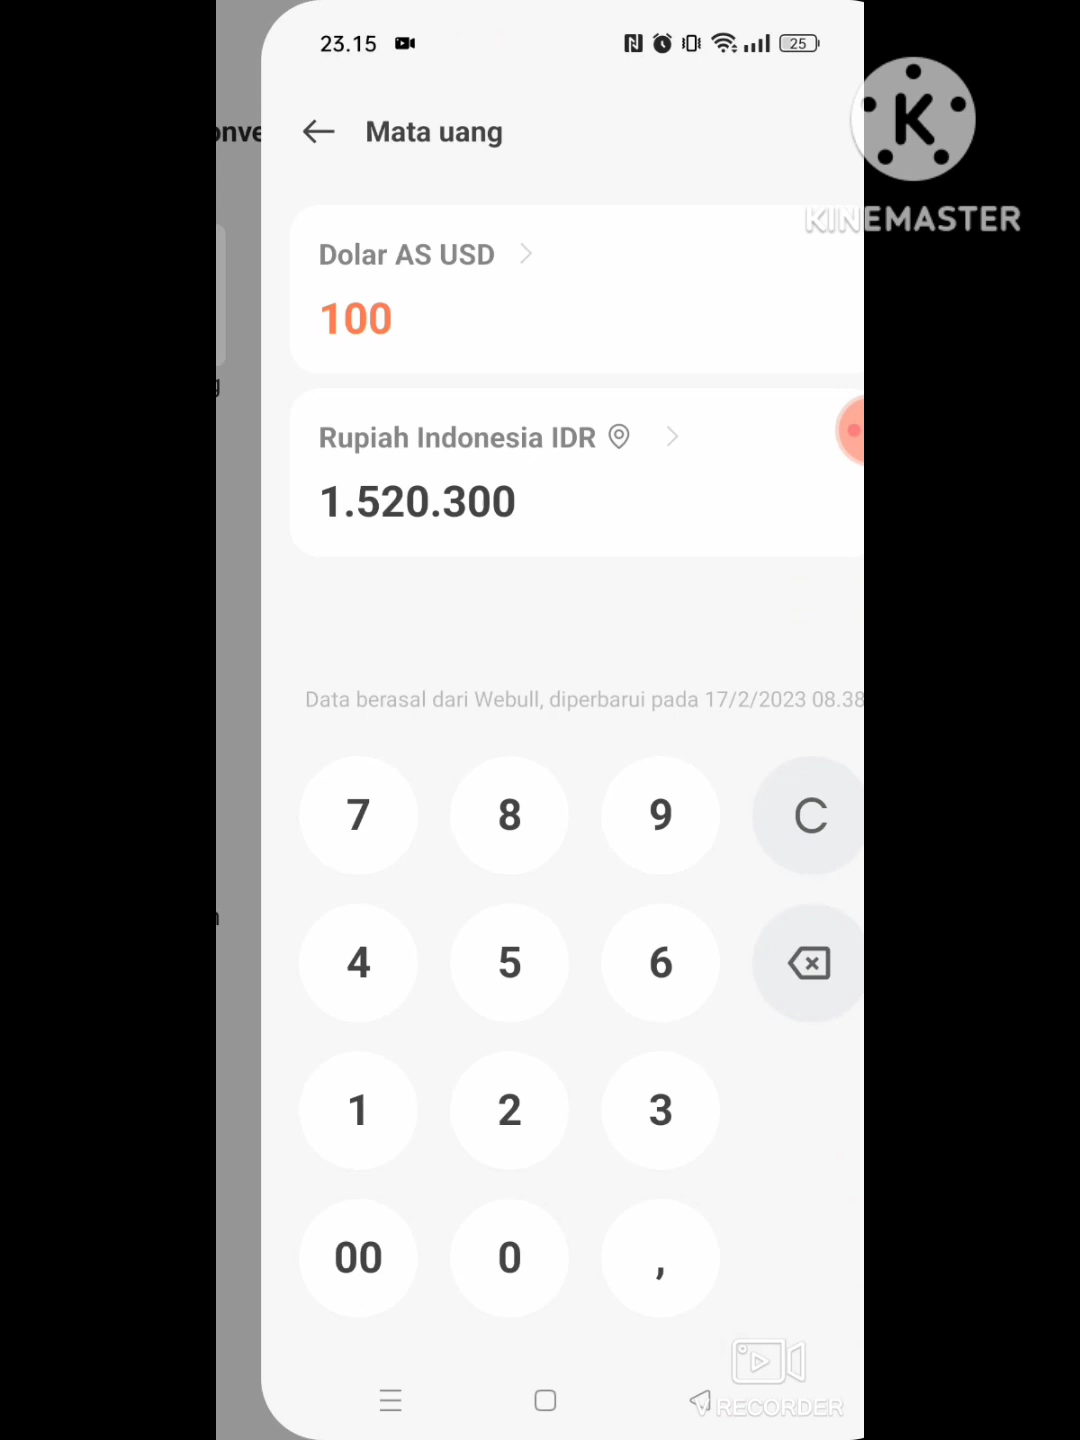 23.15
25
onve
Mata uang
K
KINEMASTER
Dolar AS USD
100
Rupiah Indonesia IDR
1.520.300
g
Data berasal dari Webull, diperbarui pada 17/2/2023 08.38
7 8 9 C
4 5 6
n
1 2 3
00 0 ,
V RECORDER